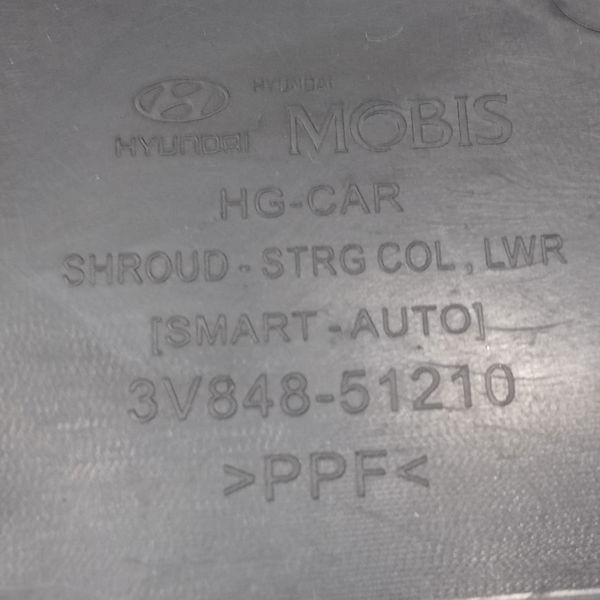 HYUNDAI
HYUNDAI MOBIS
HG-CAR
SHROUD - STRG COL, LWR
[SMART - AUTO]
3V848-51210
>PPF<